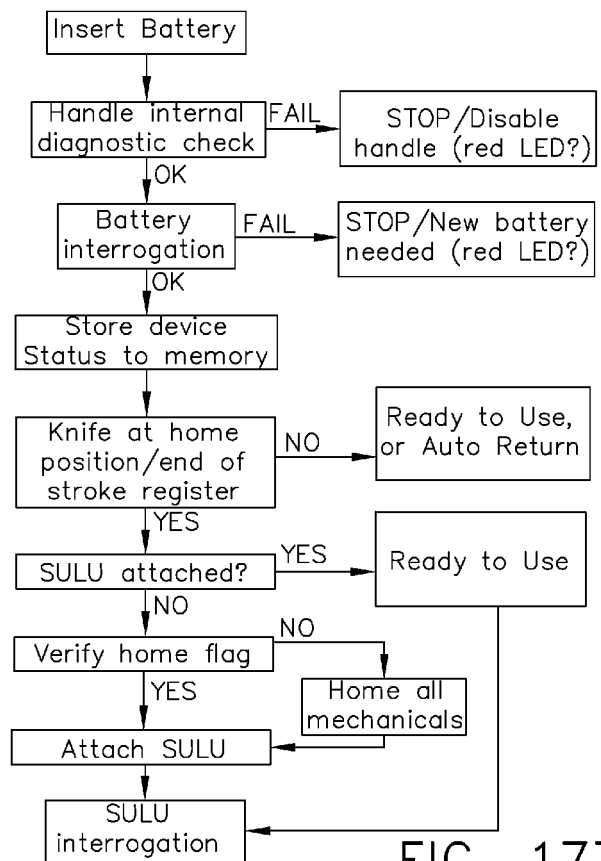 Insert Battery
Handle internal
diagnostic check
FAIL
STOP/Disable
handle (red LED?)
OK
Battery
interrogation
FAIL
STOP/New battery
needed (red LED?)
OK
Store device
Status to memory
Knife at home
position/end of
stroke register
NO
Ready to Use,
or Auto Return
YES
SULU attached?
YES
Ready to Use
NO
Verify home flag
NO
YES
Home all
mechanicals
Attach SULU
SULU
interrogation
FIG. 177